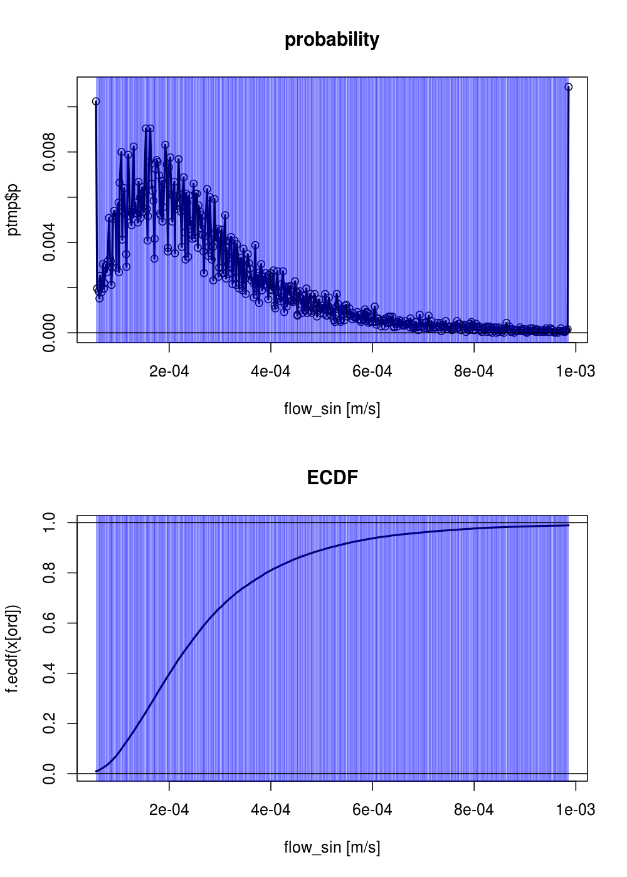 probability
ptmp$p
0.000
0.004
0.008
2e-04 4e-04 6e-04 8e-04 1e-03
flow_sin [m/s]
ECDF
f.ecdf(x[ord])
0.0
0.2
0.4
0.6
0.8
1.0
2e-04 4e-04 6e-04 8e-04 1e-03
flow_sin [m/s]